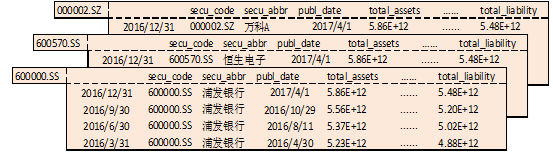 000002.SZ
secu_code secu_abbr publ_date total_assets ...... total_liability
2016/12/31 000002.SZ 万科A 2017/4/1 5.86E+12 ...... 5.48E+12
600570.SS
secu_code secu_abbr publ_date total_assets ...... total_liability
2016/12/31 600570.SS 恒生电子 2017/4/1 5.86E+12 ...... 5.48E+12
600000.SS
secu_code secu_abbr publ_date total_assets ...... total_liability
2016/12/31 600000.SS 浦发银行 2017/4/1 5.86E+12 ...... 5.48E+12
2016/9/30 600000.SS 浦发银行 2016/10/29 5.56E+12 ...... 5.20E+12
2016/6/30 600000.SS 浦发银行 2016/8/11 5.37E+12 ...... 5.02E+12
2016/3/31 600000.SS 浦发银行 2016/4/30 5.23E+12 ...... 4.88E+12